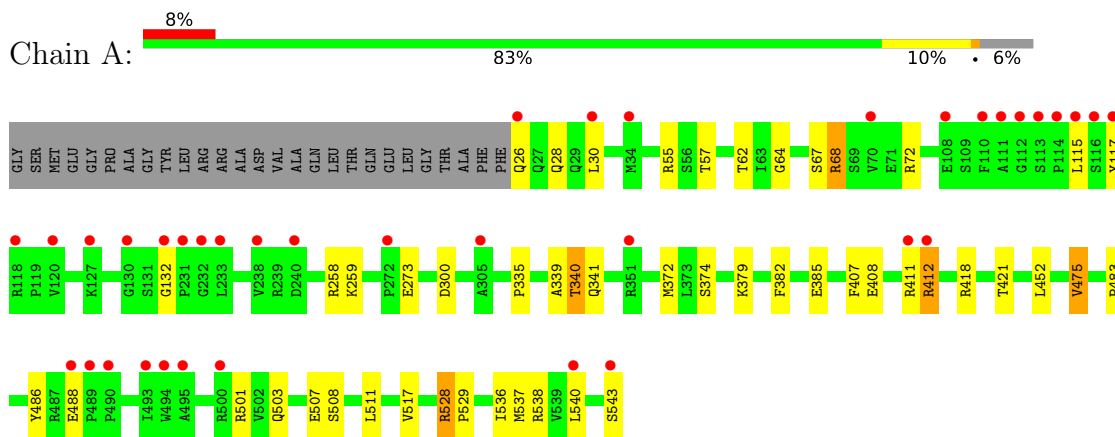 8%
Chain A:
83% 10% • 6%
GLY SER MET GLU GLY PRO ALA GLY TYR LEU ARG ARG ALA ASP VAL ALA GLN LEU THR GLN GLU LEU GLY THR ALA PHE PHE Q26 Q27 Q28 Q29 L30 M34 R55 S56 T57 T62 I63 G64 S67 R68 S69 V70 E71 R72 E108 S109 F110 A111 G112 S113 P114 L115 S116 Y117
R118 P119 V120 K127 G130 S131 G132 P231 G232 L233 V238 R239 D240 R258 K259 P272 E273 D300 A305 P335 A339 T340 Q341 R351 M372 L373 S374 K379 F382 E385 F407 E408 R411 R412 R418 T421 L452 V475
Y486 R487 E488 P489 P490 I493 W494 A495 R500 R501 V502 Q503 E507 S508 L511 V517 R528 P529 I536 M537 R538 V539 L540 S543